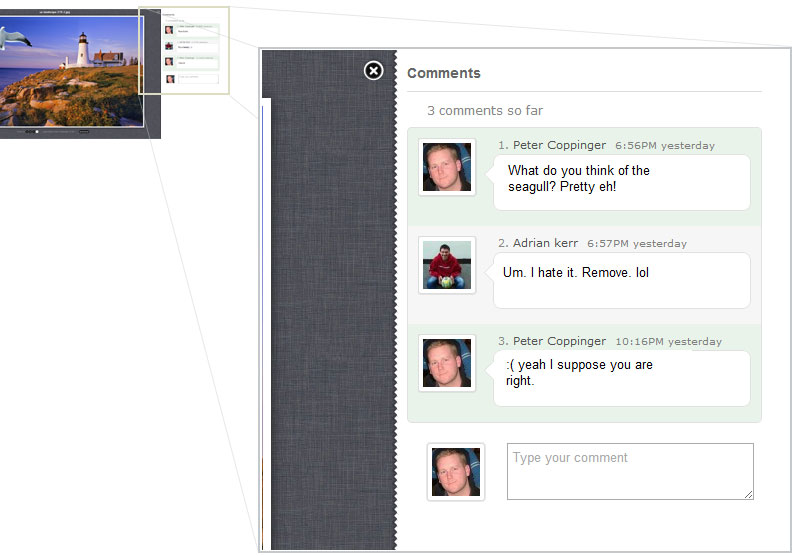 Comments
3 comments so far
1. Peter Coppinger 6:56PM yesterday
What do you think of the
seagull? Pretty eh!
2. Adrian kerr 6:57PM yesterday
Um. I hate it. Remove. lol
3. Peter Coppinger 10:16PM yesterday
:( yeah I suppose you are
right.
Type your comment